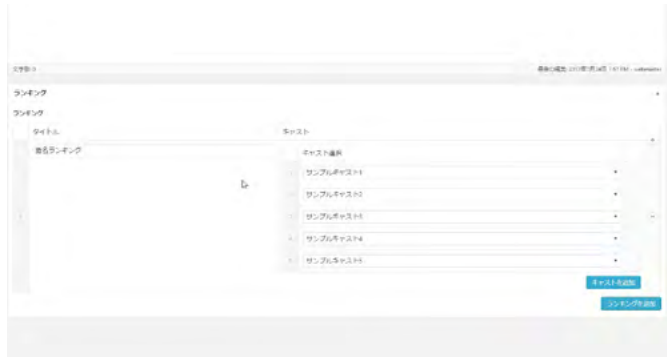 ランキング
ランキング
タイトル
キャスト
指名ランキング
キャスト選択
サンプルキャスト1
サンプルキャスト2
サンプルキャスト3
サンプルキャスト4
サンプルキャスト5
キャストを追加
ランキングを追加